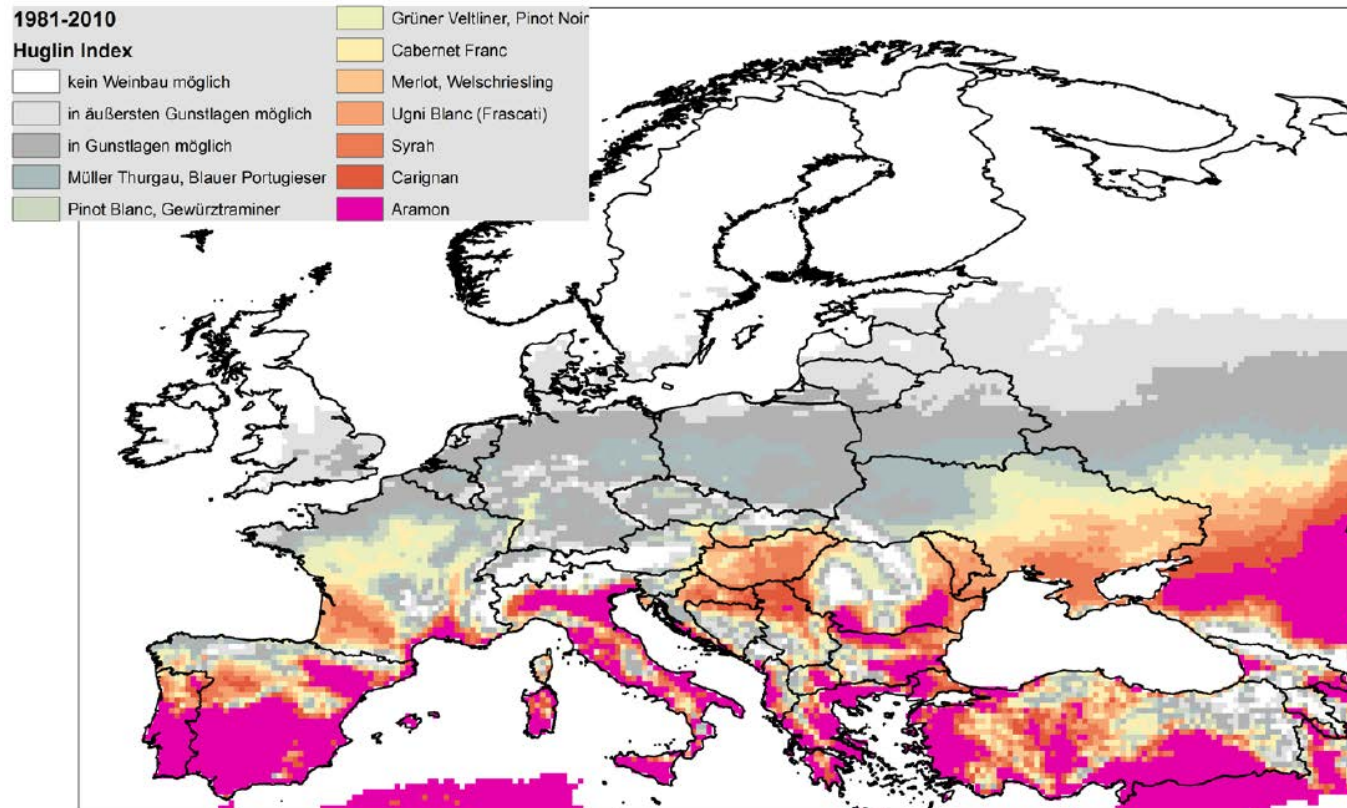 1981-2010
Huglin Index
kein Weinbau möglich
in äußersten Gunstlagen möglich
in Gunstlagen möglich
Müller Thurgau, Blauer Portugieser
Pinot Blanc, Gewürztraminer
Grüner Veltliner, Pinot Noir
Cabernet Franc
Merlot, Welschriesling
Ugni Blanc (Frascati)
Syrah
Carignan
Aramon